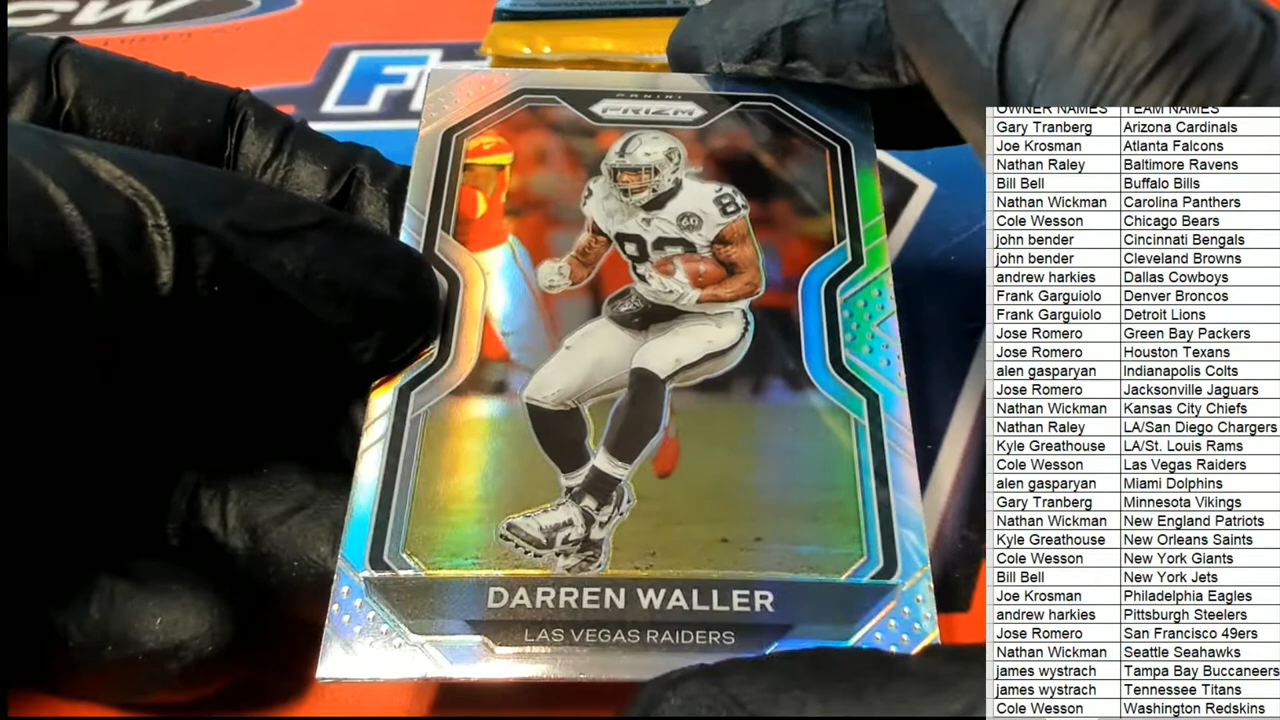 CW
F
PANINI
PRIZM
83
83
60
DARREN WALLER
LAS VEGAS RAIDERS
OWNER NAMES TEAM NAMES
Gary Tranberg Arizona Cardinals
Joe Krosman Atlanta Falcons
Nathan Raley Baltimore Ravens
Bill Bell Buffalo Bills
Nathan Wickman Carolina Panthers
Cole Wesson Chicago Bears
john bender Cincinnati Bengals
john bender Cleveland Browns
andrew harkies Dallas Cowboys
Frank Garguiolo Denver Broncos
Frank Garguiolo Detroit Lions
Jose Romero Green Bay Packers
Jose Romero Houston Texans
alen gasparyan Indianapolis Colts
Jose Romero Jacksonville Jaguars
Nathan Wickman Kansas City Chiefs
Nathan Raley LA/San Diego Chargers
Kyle Greathouse LA/St. Louis Rams
Cole Wesson Las Vegas Raiders
alen gasparyan Miami Dolphins
Gary Tranberg Minnesota Vikings
Nathan Wickman New England Patriots
Kyle Greathouse New Orleans Saints
Cole Wesson New York Giants
Bill Bell New York Jets
Joe Krosman Philadelphia Eagles
andrew harkies Pittsburgh Steelers
Jose Romero San Francisco 49ers
Nathan Wickman Seattle Seahawks
james wystrach Tampa Bay Buccaneers
james wystrach Tennessee Titans
Cole Wesson Washington Redskins